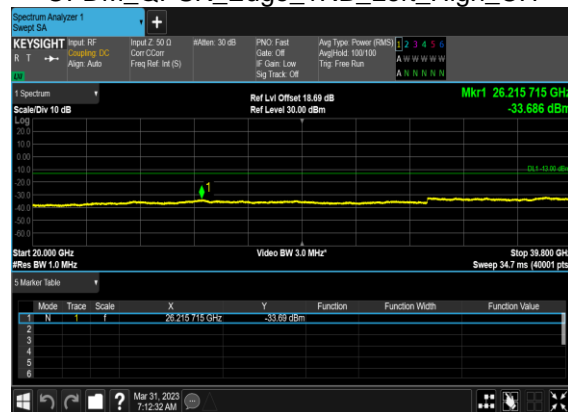 Spectrum Analyzer 1
Swept SA
+
KEYSIGHT
R T
LU
Input: RF
Coupling: DC
Align: Auto
Input Z: 50 Ω
Corr CCorr
Freq Ref: Int (S)
#Atten: 30 dB
PNO: Fast
Gate: Off
IF Gain: Low
Sig Track: Off
Avg Type: Power (RMS)
Avg|Hold: 100/100
Trig: Free Run
1 2 3 4 5 6
A W W W W W
A N N N N N
1 Spectrum
Scale/Div 10 dB
Ref Lvl Offset 18.69 dB
Ref Level 30.00 dBm
Mkr1 26.215 715 GHz
-33.686 dBm
Log
20.0
10.0
0.00
-10.0
DL1 -13.00 dBm
-20.0
1
-30.0
-40.0
-50.0
-60.0
Start 20.000 GHz
#Res BW 1.0 MHz
Video BW 3.0 MHz*
Stop 39.800 GHz
Sweep 34.7 ms (40001 pts)
5 Marker Table
Mode Trace Scale X Y Function Function Width Function Value
1 N 1 f 26.215 715 GHz -33.69 dBm
2
3
4
5
6
?
Mar 31, 2023
7:12:32 AM